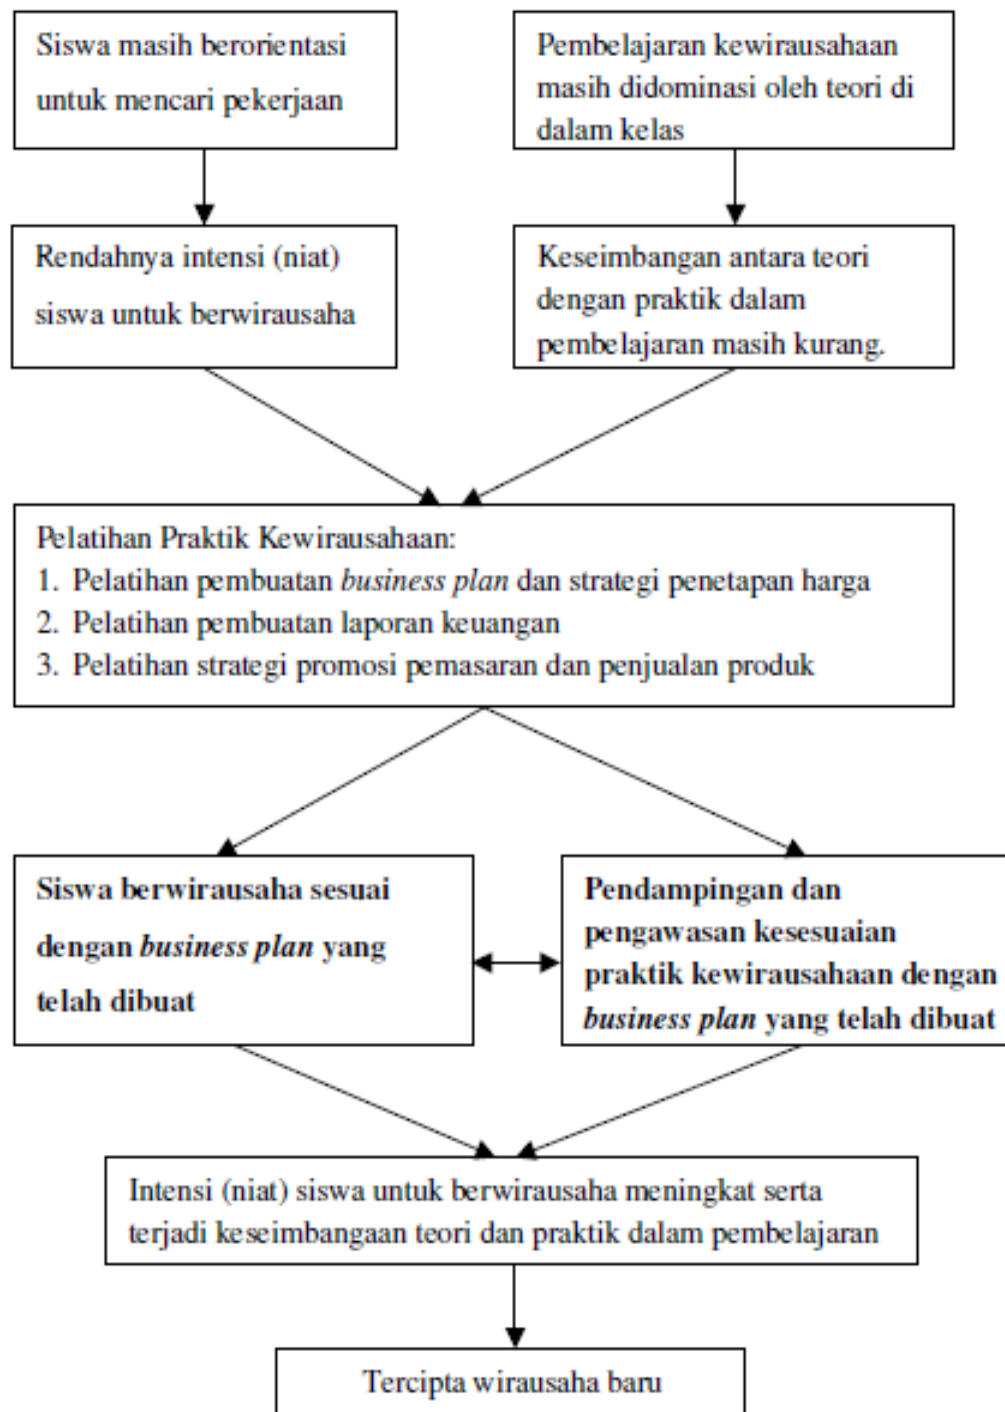 Siswa masih berorientasi
untuk mencari pekerjaan
Pembelajaran kewirausahaan
masih didominasi oleh teori di
dalam kelas
Rendahnya intensi (niat)
siswa untuk berwirausaha
Keseimbangan antara teori
dengan praktik dalam
pembelajaran masih kurang.
Pelatihan Praktik Kewirausahaan:
1. Pelatihan pembuatan business plan dan strategi penetapan harga
2. Pelatihan pembuatan laporan keuangan
3. Pelatihan strategi promosi pemasaran dan penjualan produk
Siswa berwirausaha sesuai
dengan business plan yang
telah dibuat
Pendampingan dan
pengawasan kesesuaian
praktik kewirausahaan dengan
business plan yang telah dibuat
Intensi (niat) siswa untuk berwirausaha meningkat serta
terjadi keseimbangaan teori dan praktik dalam pembelajaran
Tercipta wirausaha baru